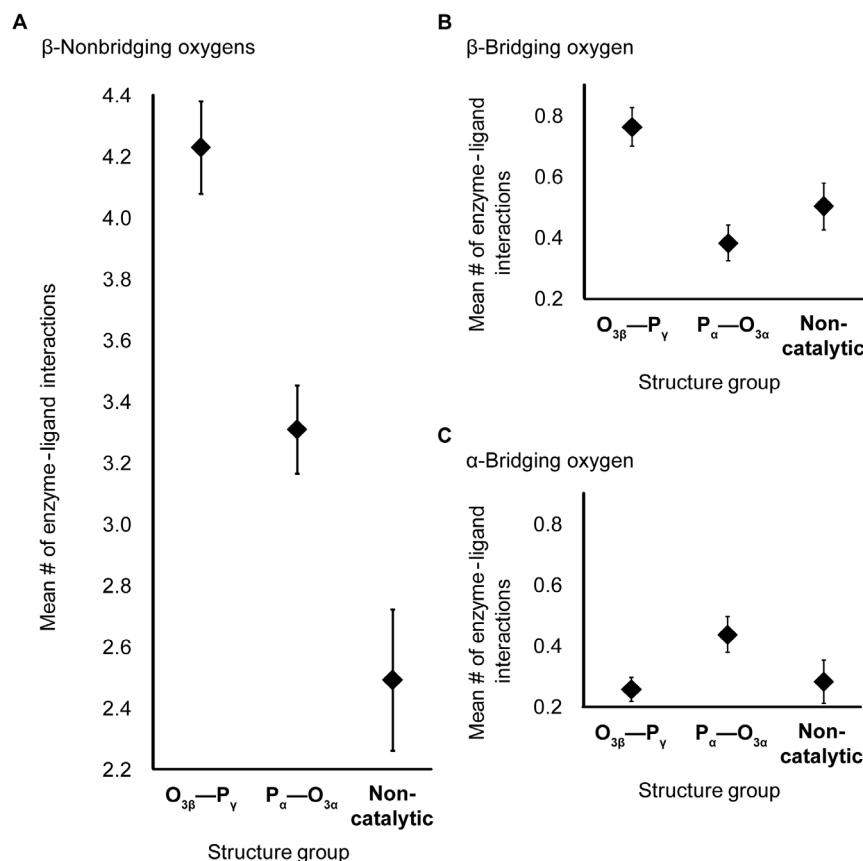 A
β-Nonbridging oxygens
Mean # of enzyme-ligand interactions
4.4
4.2
4.0
3.8
3.6
3.4
3.2
3.0
2.8
2.6
2.4
2.2
O3β—Pγ
Pα—O3α
Non-
catalytic
Structure group
B
β-Bridging oxygen
Mean # of enzyme-ligand
interactions
0.8
0.6
0.4
0.2
O3β—Pγ
Pα—O3α
Non-
catalytic
Structure group
C
α-Bridging oxygen
Mean # of enzyme-ligand
interactions
0.8
0.6
0.4
0.2
O3β—Pγ
Pα—O3α
Non-
catalytic
Structure group